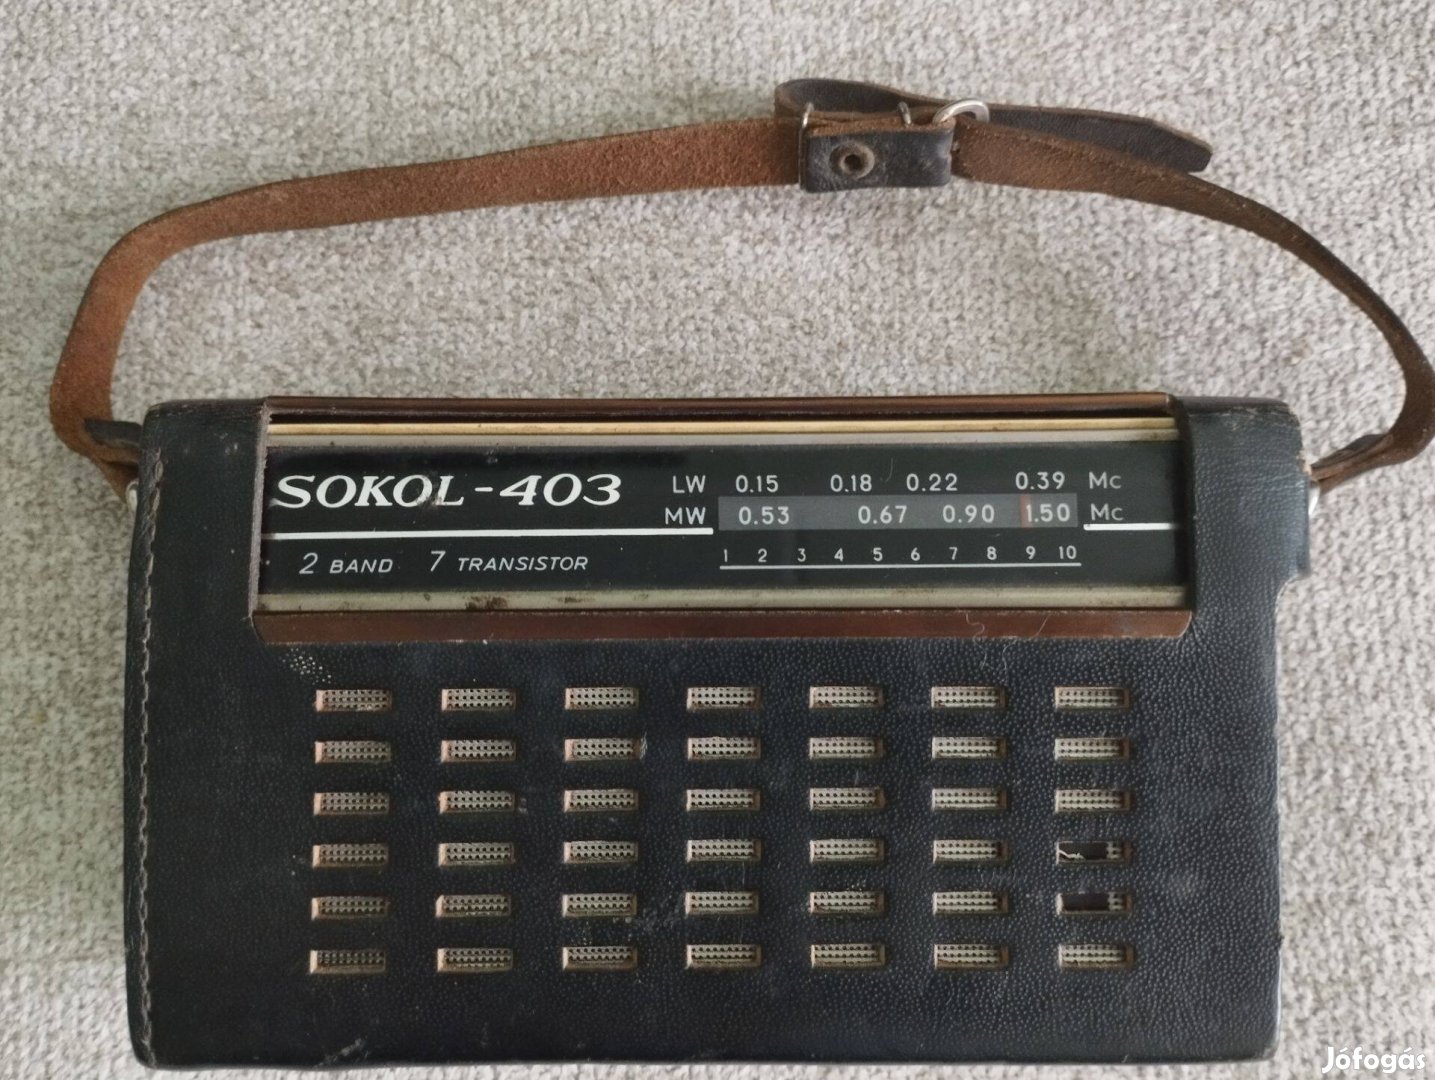 SOKOL-403
LW 0.15 0.18 0.22 0.39 Mc
MW 0.53 0.67 0.90 1.50 Mc
2 BAND 7 TRANSISTOR
1 2 3 4 5 6 7 8 9 10
Jófogás